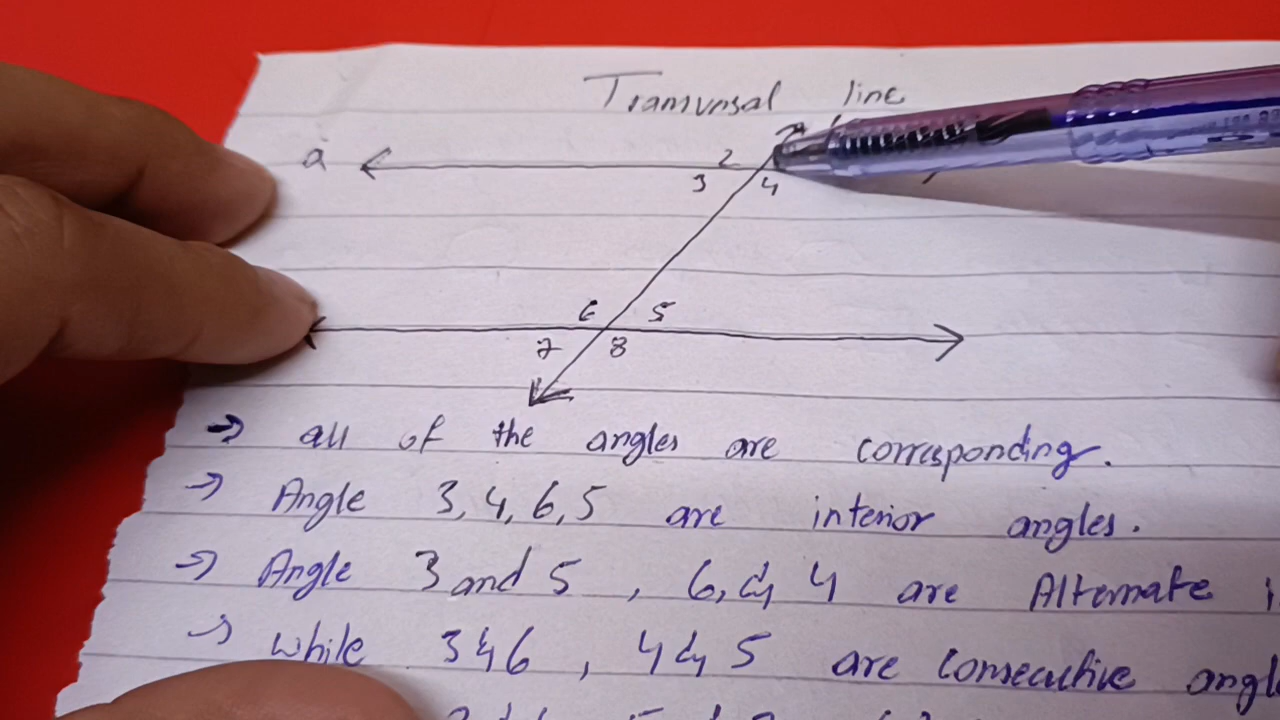 Transversal line
a 2
3 4
6 5
7 8
→ all of the angles are corresponding.
→ Angle 3, 4, 6, 5 are interior angles.
→ Angle 3 and 5 , 6, & 4 are Alternate i
→ while 3 & 6 , 4 & 5 are consecutive angl